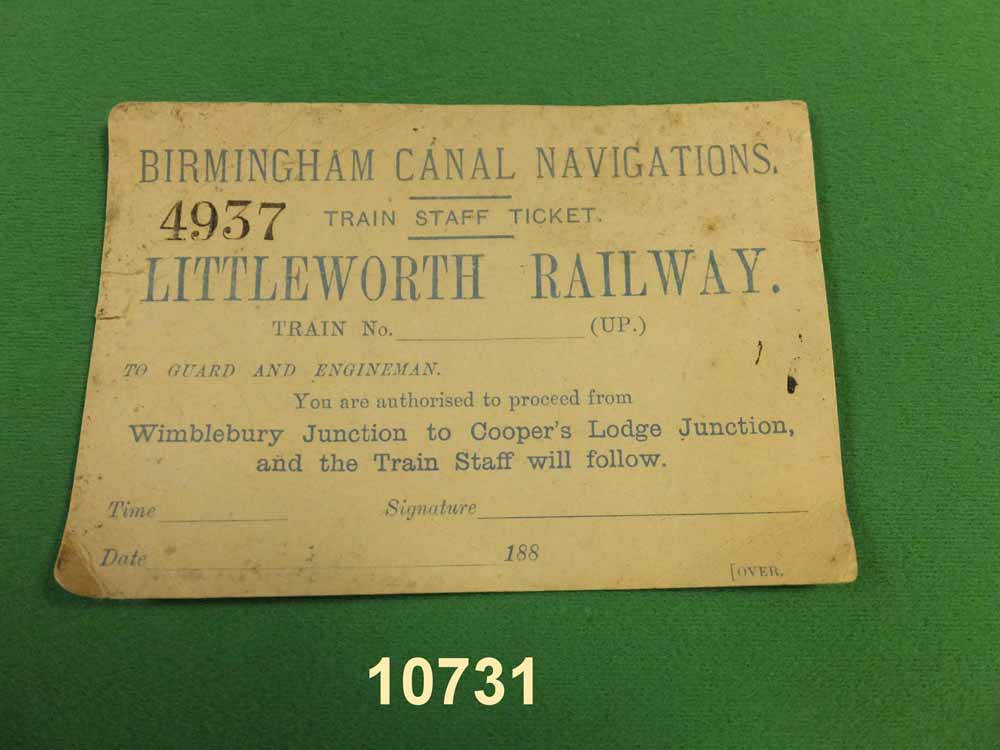 BIRMINGHAM CANAL NAVIGATIONS.
4937 TRAIN STAFF TICKET.
LITTLEWORTH RAILWAY.
TRAIN No. (UP.)
TO GUARD AND ENGINEMAN.
You are authorised to proceed from
Wimblebury Junction to Cooper's Lodge Junction,
and the Train Staff will follow.
Time Signature
Date 188
[OVER.
10731